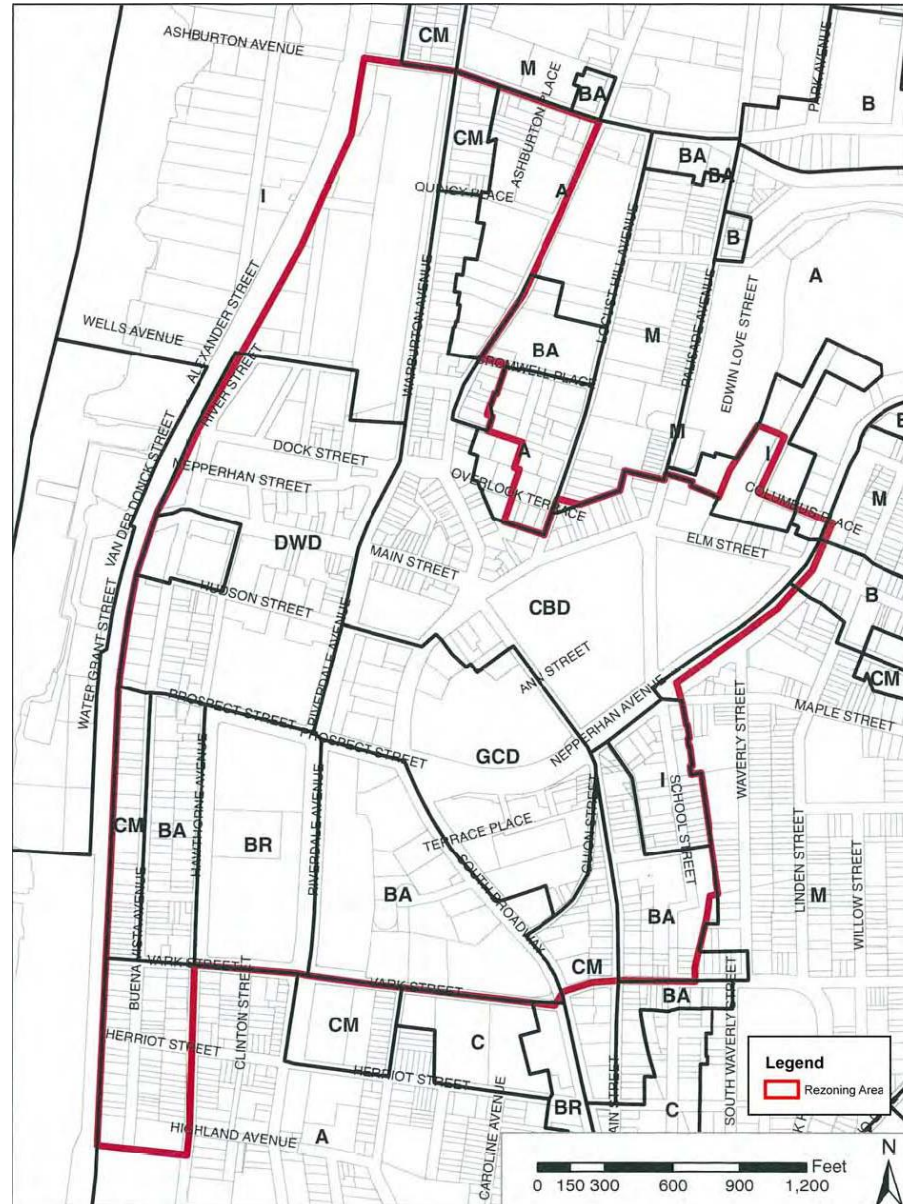 CM
ASHBURTON AVENUE
M
BA
ASHBURTON PLACE
PARK AVENUE
B
CM
BA
BA
A
QUINCY PLACE
I
B
A
LOCUST HILL AVENUE
WARBURTON AVENUE
PALISADE AVENUE
EDWIN LOVE STREET
ALEXANDER STREET
WELLS AVENUE
M
BA
CROMWELL PLACE
RIVER STREET
M
I
A
DOCK STREET
OVERLOCK TERRACE
NEPPERHAN STREET
COLUMBUS PLACE
M
VAN DER DONCK STREET
ELM STREET
DWD
MAIN STREET
HUDSON STREET
CBD
B
WATER GRANT STREET
RIVERDALE AVENUE
ANN STREET
CM
NEPPERHAN AVENUE
MAPLE STREET
PROSPECT STREET
PROSPECT STREET
WAVERLY STREET
GCD
I
SCHOOL STREET
CM
BA
HAWTHORNE AVENUE
BR
RIVERDALE AVENUE
TERRACE PLACE
LINDEN STREET
M
WILLOW STREET
BA
SOUTH BROADWAY
BA
BUENA VISTA AVENUE
VARK STREET
CM
VARK STREET
BA
SOUTH WAVERLY STREET
CM
C
CLINTON STREET
HERRIOT STREET
HERRIOT STREET
CAROLINE AVENUE
BR
C
HIGHLAND AVENUE
A
Legend
Rezoning Area
N
Feet
0 150 300 600 900 1,200